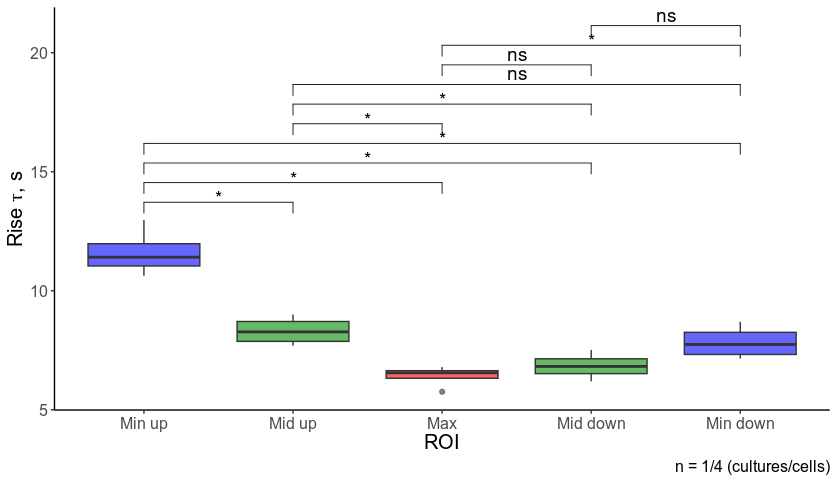 ns
*
20
ns
ns
*
*
*
*
15
*
*
Rise τ, s
10
5
Min up Mid up Max Mid down Min down
ROI
n = 1/4 (cultures/cells)